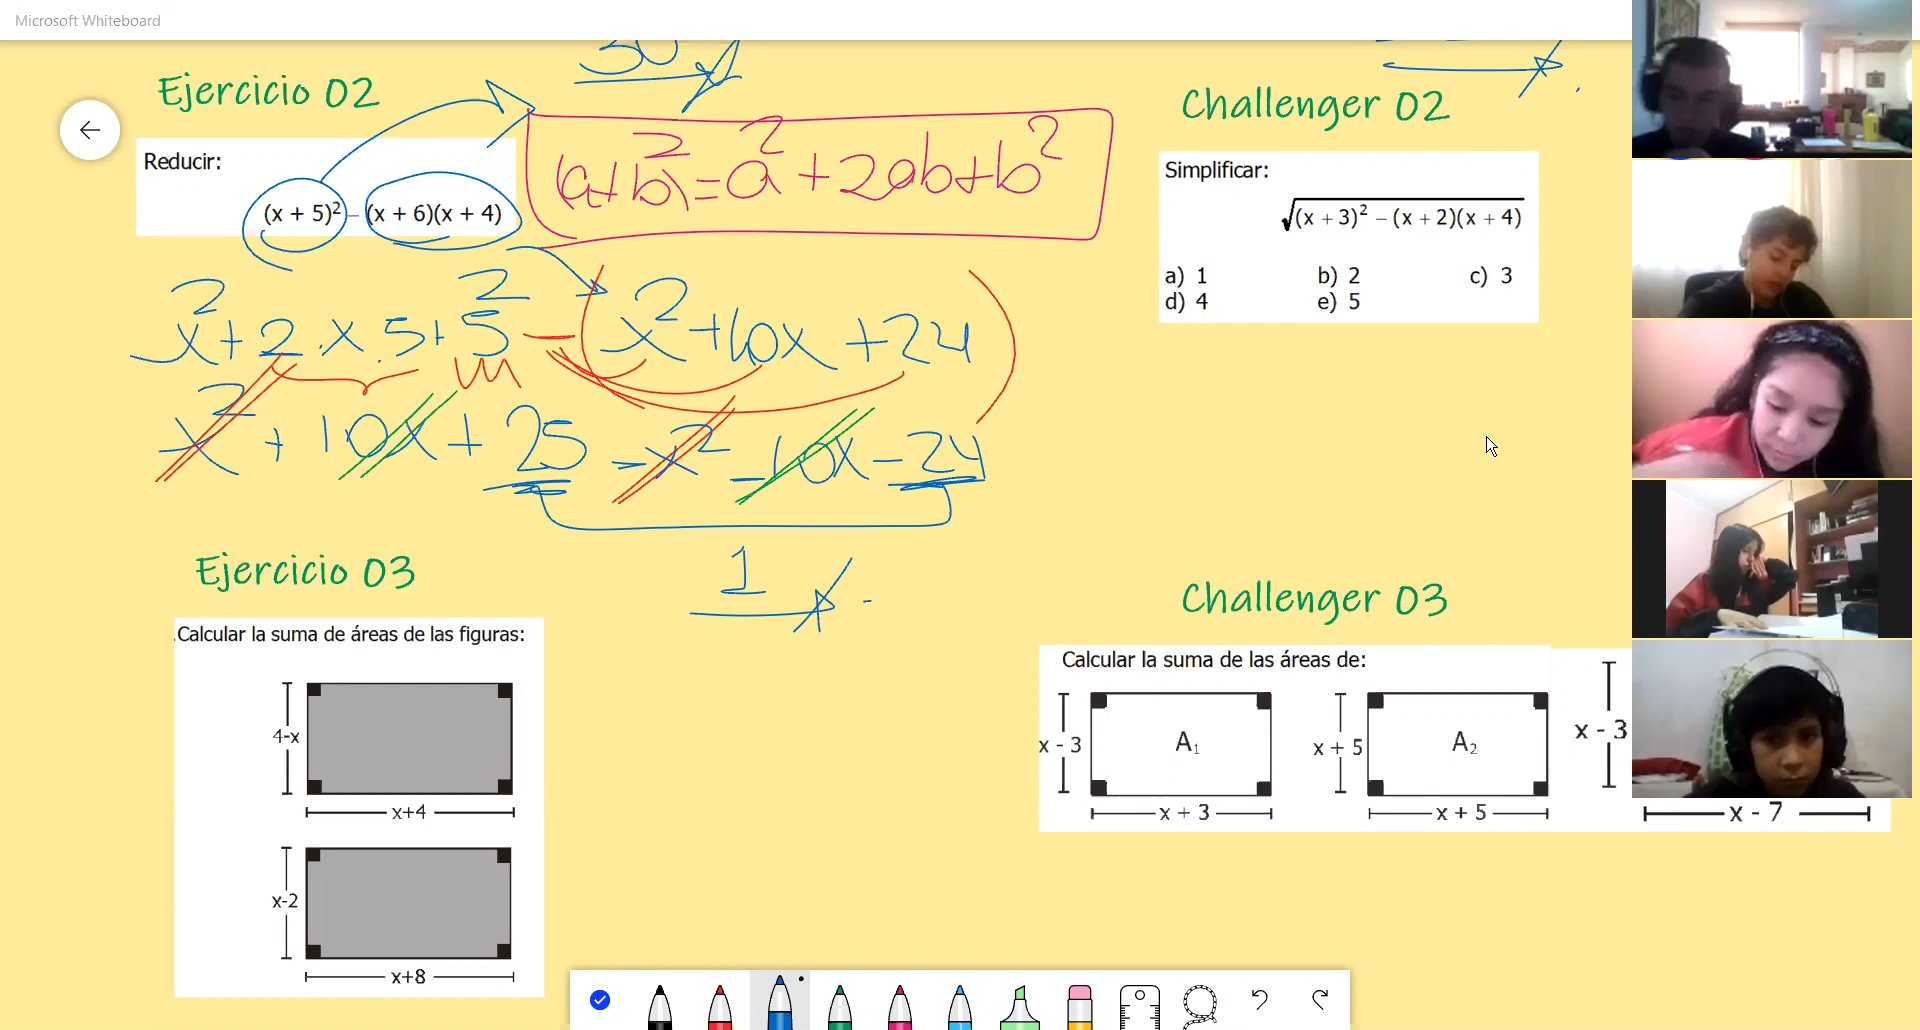 Microsoft Whiteboard
30
Ejercicio 02
Reducir:
(x + 5)² – (x + 6)(x + 4)
(a+b)² = a² + 2ab + b²
x² + 2 . x . 5 + 5² – (x² + 10x + 24)
x² + 10x + 25 – x² – 10x – 24
1
Challenger 02
Simplificar:
√(x + 3)² – (x + 2)(x + 4)
a) 1 b) 2 c) 3
d) 4 e) 5
Ejercicio 03
.Calcular la suma de áreas de las figuras:
4-x
x+4
x-2
x+8
Challenger 03
Calcular la suma de las áreas de:
x - 3 A₁ x + 5 A₂ x - 3
x + 3 x + 5 x - 7